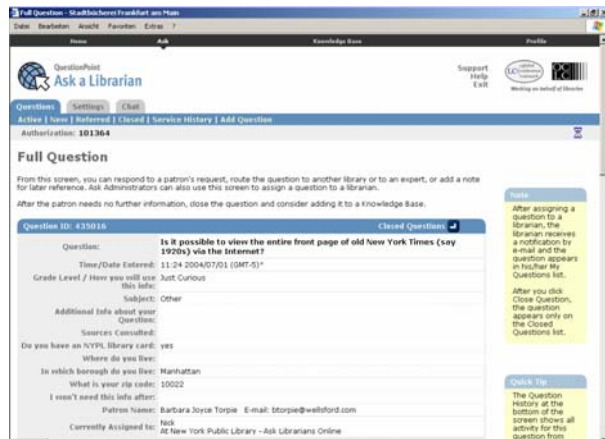 Full Question - Stadtbücherei Frankfurt am Main
Datei Bearbeiten Ansicht Favoriten Extras ?
Home Ask Knowledge Base Profile
QuestionPoint
Ask a Librarian
Support
Help
Exit
Working on behalf of libraries
Questions Settings Chat
Active | New | Referred | Closed | Service History | Add Question
Authorization: 101364
Full Question
From this screen, you can respond to a patron's request, route the question to another library or to an expert, or add a note
for later reference. Ask Administrators can also use this screen to assign a question to a librarian.
After the patron needs no further information, close the question and consider adding it to a Knowledge Base.
Question ID: 435016 Closed Questions
Question: Is it possible to view the entire front page of old New York Times (say
1920s) via the Internet?
Time/Date Entered: 11:24 2004/07/01 (GMT-5)*
Grade Level / How you will use
this info: Just Curious
Subject: Other
Additional Info about your
Question:
Sources Consulted:
Do you have an NYPL library card: yes
Where do you live:
In which borough do you live: Manhattan
What is your zip code: 10022
I won't need this info after:
Patron Name: Barbara Joyce Torpie E-mail: btorpie@wellsford.com
Currently Assigned to: Nick
At New York Public Library - Ask Librarians Online
Note
After assigning a
question to a
librarian, the
librarian receives
a notification by
e-mail and the
question appears
in his/her My
Questions list.
After you click
Close Question,
the question
appears only on
the Closed
Questions list.
Quick Tip
The Question
History at the
bottom of the
screen shows all
activity for this
question from